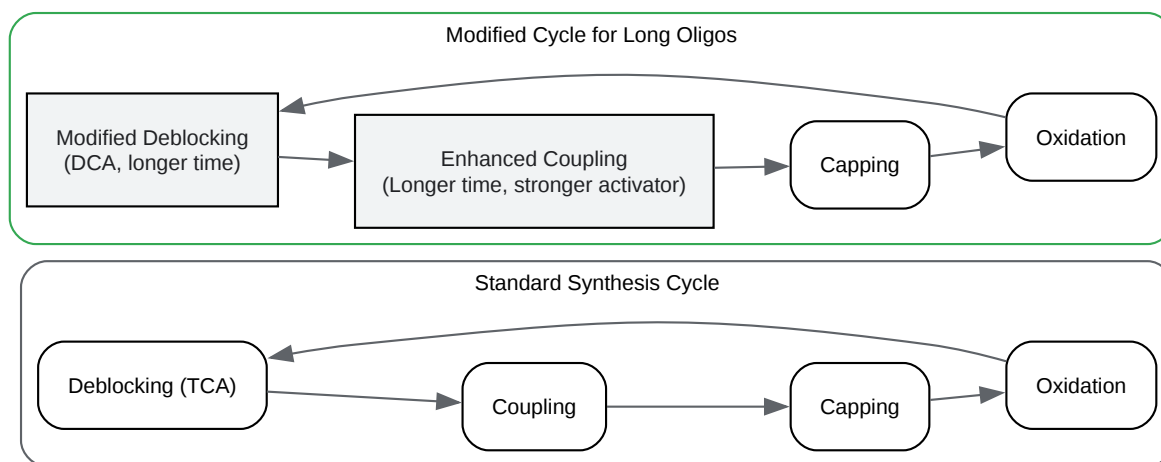 Modified Cycle for Long Oligos
Modified Deblocking
(DCA, longer time)
Enhanced Coupling
(Longer time, stronger activator)
Capping
Oxidation
Standard Synthesis Cycle
Deblocking (TCA)
Coupling
Capping
Oxidation